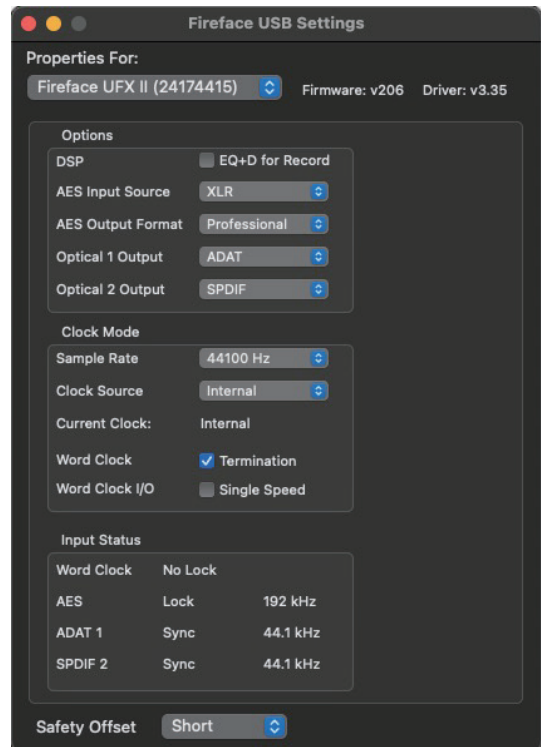 Fireface USB Settings
Properties For:
Fireface UFX II (24174415) Firmware: v206 Driver: v3.35
Options
DSP EQ+D for Record
AES Input Source XLR
AES Output Format Professional
Optical 1 Output ADAT
Optical 2 Output SPDIF
Clock Mode
Sample Rate 44100 Hz
Clock Source Internal
Current Clock: Internal
Word Clock Termination
Word Clock I/O Single Speed
Input Status
Word Clock No Lock
AES Lock 192 kHz
ADAT 1 Sync 44.1 kHz
SPDIF 2 Sync 44.1 kHz
Safety Offset Short